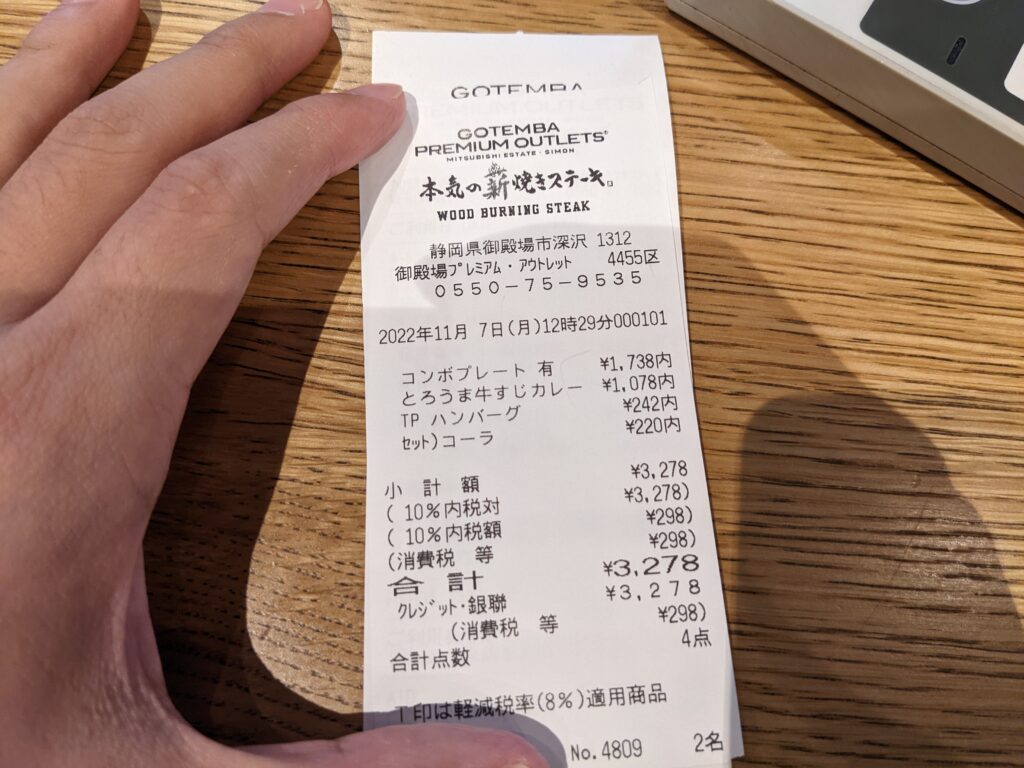 GOTEMBA
GOTEMBA
PREMIUM OUTLETS®
MITSUBISHI ESTATE・SIMON
本気の薪焼きステーキ。
WOOD BURNING STEAK
静岡県御殿場市深沢 1312
御殿場プレミアム・アウトレット 4455区
0550-75-9535
2022年11月 7日(月)12時29分000101
コンボプレート 有 ¥1,738内
とろうま牛すじカレー ¥1,078内
TP ハンバーグ ¥242内
セット)コーラ ¥220内
小 計 額 ¥3,278
( 10%内税対 ¥3,278)
( 10%内税額 ¥298)
(消費税 等 ¥298)
合 計 ¥3,278
クレジット・銀聯 ¥3,278
(消費税 等 ¥298)
合計点数 4点
T印は軽減税率(8%)適用商品
No.4809 2名